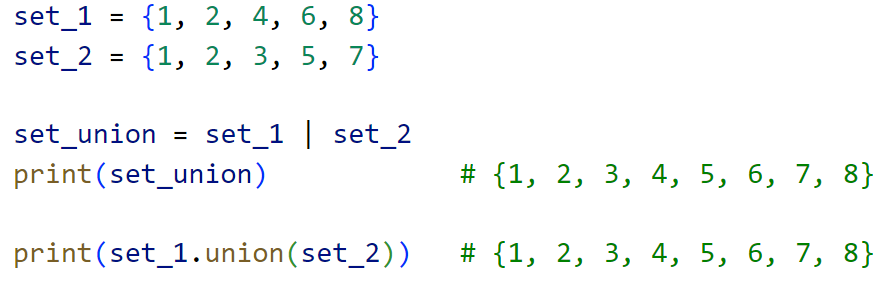 set_1 = {1, 2, 4, 6, 8}
set_2 = {1, 2, 3, 5, 7}
set_union = set_1 | set_2
print(set_union)            # {1, 2, 3, 4, 5, 6, 7, 8}
print(set_1.union(set_2))   # {1, 2, 3, 4, 5, 6, 7, 8}